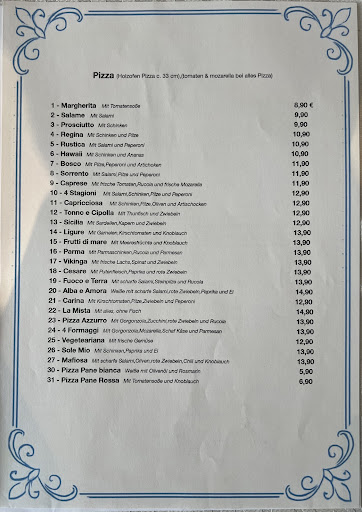 Pizza (Holzofen Pizza c. 33 cm),/tomaten & mozarella bei alles Pizza)
1 - Margherita Mit Tomatensoße 8,90 €
2 - Salame Mit Salami 9,90
3 - Prosciutto Mit Schinken 9,90
4 - Regina Mit Schinken und Pilze 10,90
5 - Rustica Mit Salami und Peperoni 10,90
6 - Hawaii Mit Schinken und Ananas 10,90
7 - Bosco Mit Pilze,Peperoni und Artischocken 11,90
8 - Sorrento Mit Salami,Pilze und Peperoni 11,90
9 - Caprese Mit frische Tomaten,Rucola und frische Mozarella 11,90
10 - 4 Stagioni Mit Salami,Schinken,Pilze und Peperoni 12,90
11 - Capricciosa Mit Schinken,Pilze,Oliven und Artischocken 13,90
12 - Tonno e Cipolla Mit Thunfisch und Zwiebeln 12,90
13 - Sicilia Mit Sardellen,Kapern und Zwiebeln 12,90
14 - Ligure Mit Garnelen,Kirschtomaten und Knoblauch 13,90
15 - Frutti di mare Mit Meeresfrüchte und Knoblauch 13,90
16 - Parma Mit Parmaschinken,Rucola und Parmesan 13,90
17 - Vikinga Mit frische Lachs,Spinat und Zwiebeln 13,90
18 - Cesare Mit Putenfleisch,Paprika und rote Zwiebeln 13,90
19 - Fuoco e Terra Mit scharfe Salami,Steinpilze und Rucola 13,90
20 - Alba e Amora Weiße mit scharfe Salami,rote Zwiebeln,Paprika und Ei 14,90
21 - Carina Mit Kirschtomaten,Pilze,Zwiebeln und Peperoni 12,90
22 - La Mista Mit alles, ohne Fisch 14,90
23 - Pizza Azzurro Mit Gorgonzola,Zucchini,rote Zwiebeln und Rucola 13,90
24 - 4 Formaggi Mit Gorgonzola,Mozarella,Schaf Käse und Parmesan 13,90
25 - Vegeteariana Mit frische Gemüse 12,90
26 - Sole Mio Mit Schinken,Paprika und Ei 13,90
27 - Mafiosa Mit scharfe Salami,Oliven,rote Zwiebeln,Chili und Knoblauch 13,90
30 - Pizza Pane bianca Weiße mit Olivenöl und Rosmarin 5,90
31 - Pizza Pane Rossa Mit Tomatensoße und Knoblauch 6,90